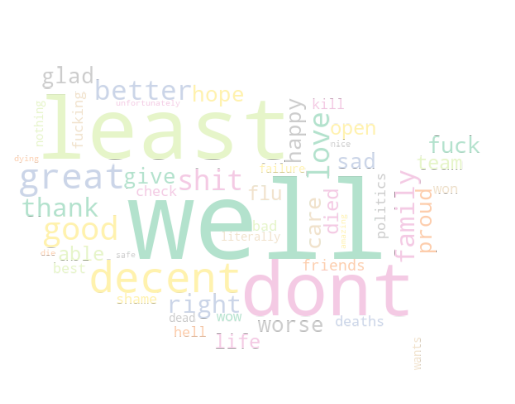 glad
better
hope
unfortunately
least
nothing
fucking
happy
love
kill
open
nice
fuck
dying
great
give
shit
check
failure
sad
team
flu
well
thank
good
care
died
politics
family
proud
won
bad
literally
able
die
safe
best
decent
friends
dont
shame
right
dead
wow
worse
deaths
hell
life
wants